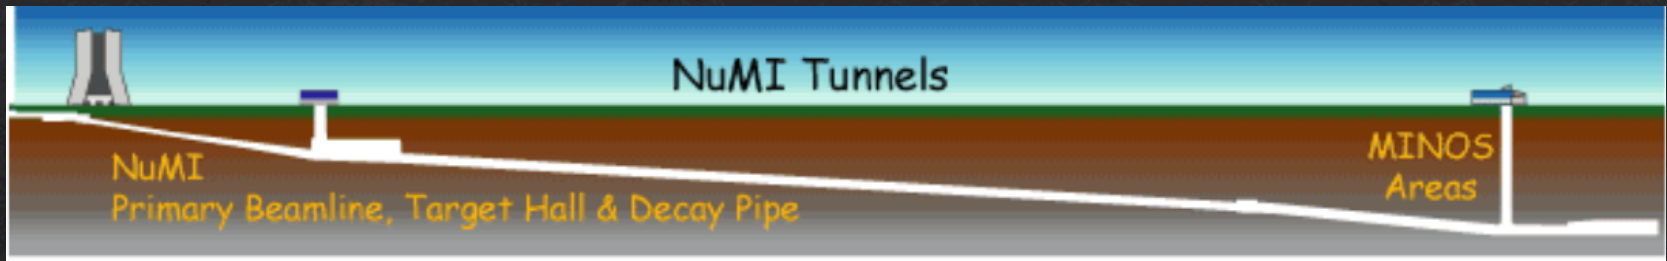 NuMI Tunnels
NuMI
Primary Beamline, Target Hall & Decay Pipe
MINOS
Areas